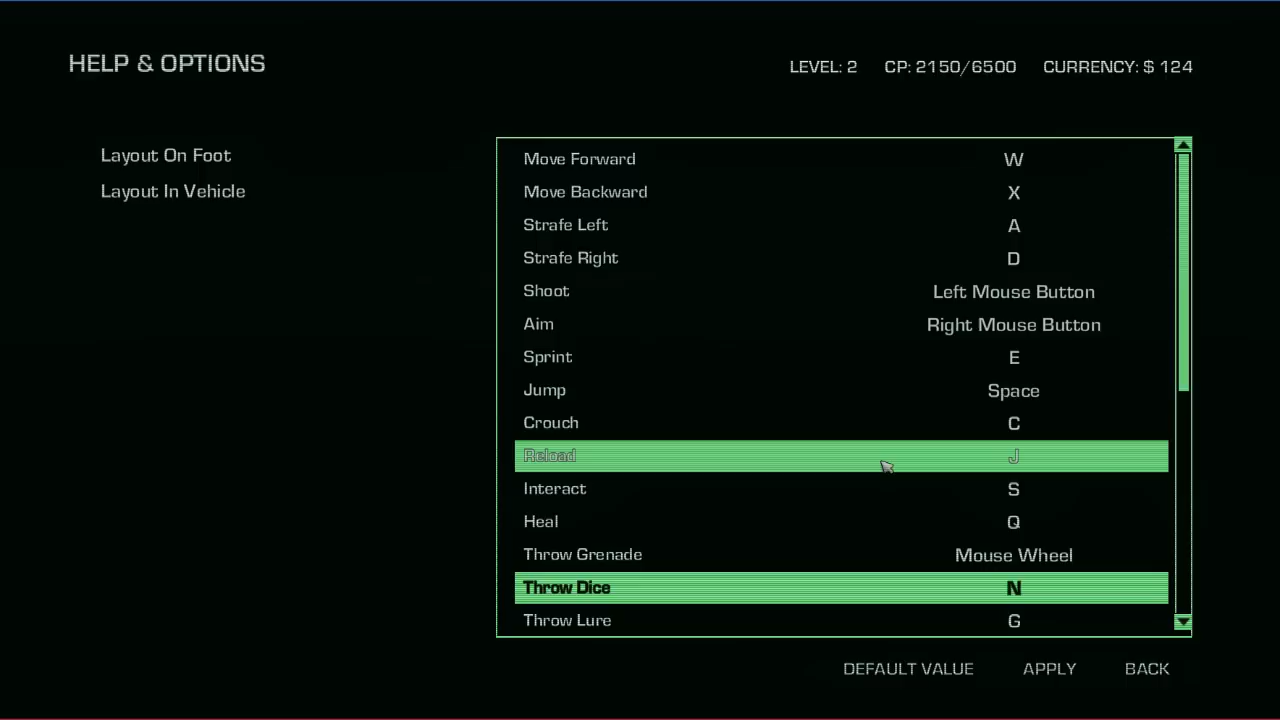 HELP & OPTIONS
LEVEL: 2 CP: 2150/6500 CURRENCY: $ 124
Layout On Foot
Layout In Vehicle
Move Forward W
Move Backward X
Strafe Left A
Strafe Right D
Shoot Left Mouse Button
Aim Right Mouse Button
Sprint E
Jump Space
Crouch C
Reload J
Interact S
Heal Q
Throw Grenade Mouse Wheel
Throw Dice N
Throw Lure G
DEFAULT VALUE APPLY BACK